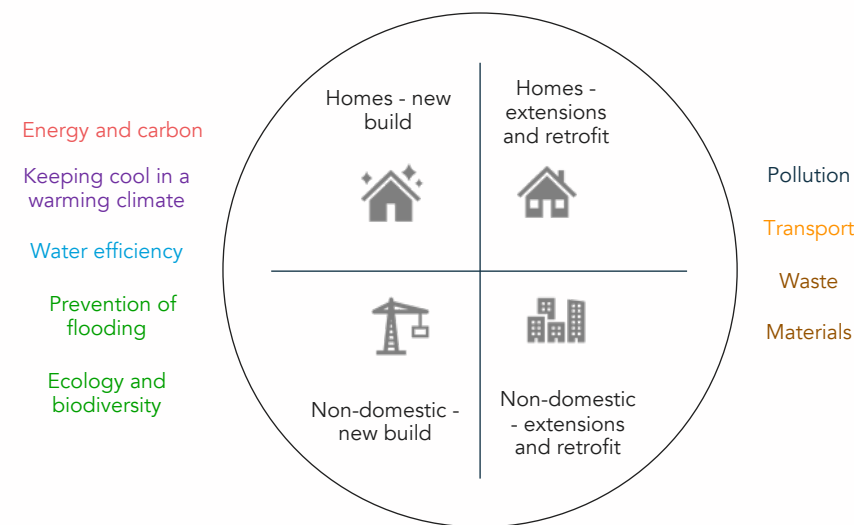 Energy and carbon
Keeping cool in a
warming climate
Water efficiency
Prevention of
flooding
Ecology and
biodiversity
Homes - new
build
Homes -
extensions
and retrofit
Non-domestic -
new build
Non-domestic
- extensions
and retrofit
Pollution
Transport
Waste
Materials